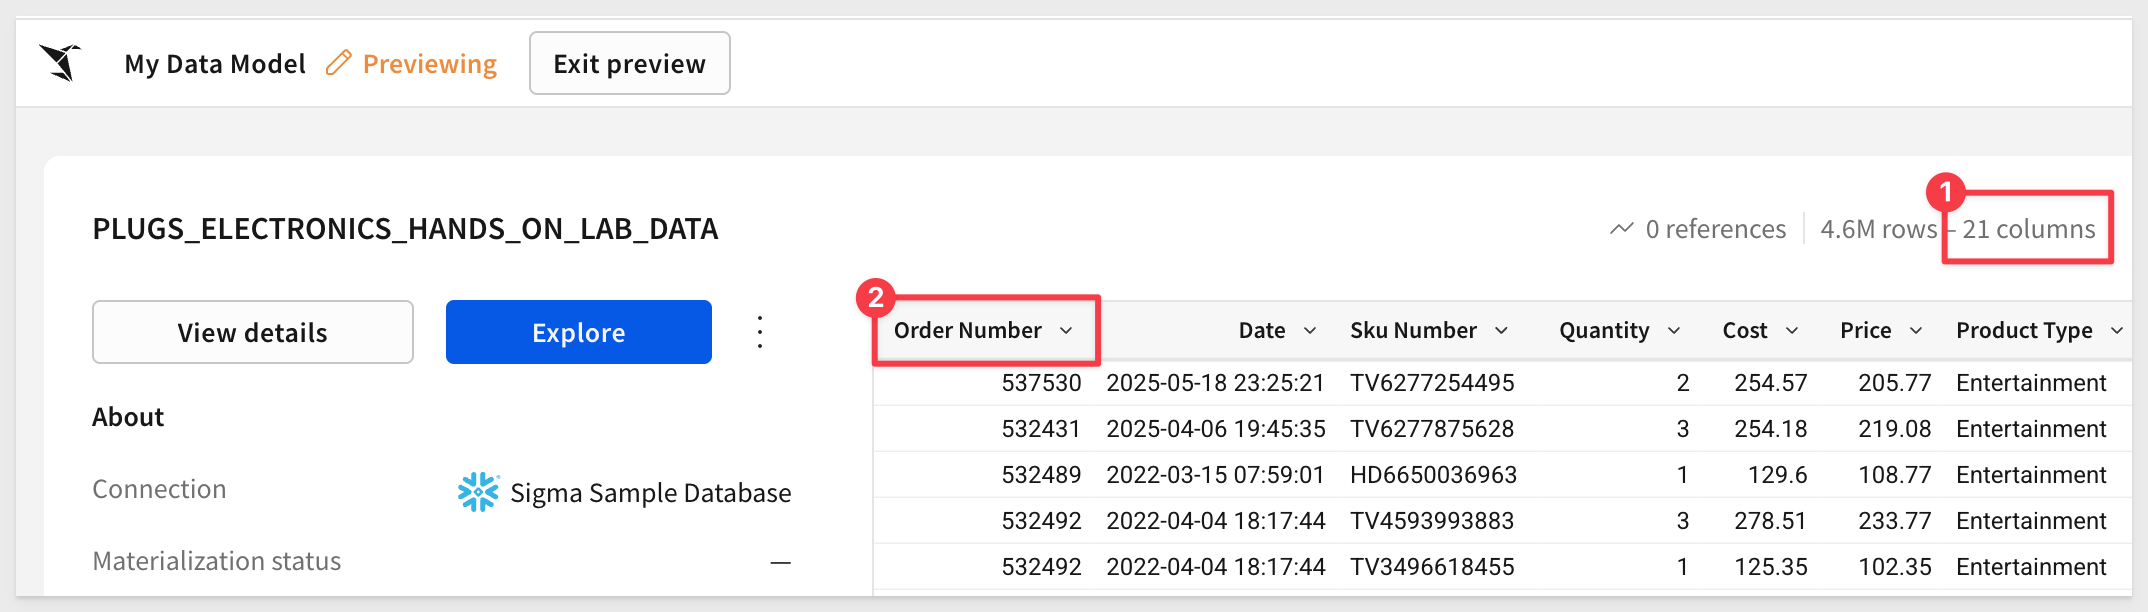 My Data Model Previewing Exit preview
1
PLUGS_ELECTRONICS_HANDS_ON_LAB_DATA 0 references 4.6M rows – 21 columns
2
View details Explore
Order Number Date Sku Number Quantity Cost Price Product Type
537530 2025-05-18 23:25:21 TV6277254495 2 254.57 205.77 Entertainment
532431 2025-04-06 19:45:35 TV6277875628 3 254.18 219.08 Entertainment
532489 2022-03-15 07:59:01 HD6650036963 1 129.6 108.77 Entertainment
532492 2022-04-04 18:17:44 TV4593993883 3 278.51 233.77 Entertainment
532492 2022-04-04 18:17:44 TV3496618455 1 125.35 102.35 Entertainment
About
Connection Sigma Sample Database
Materialization status —